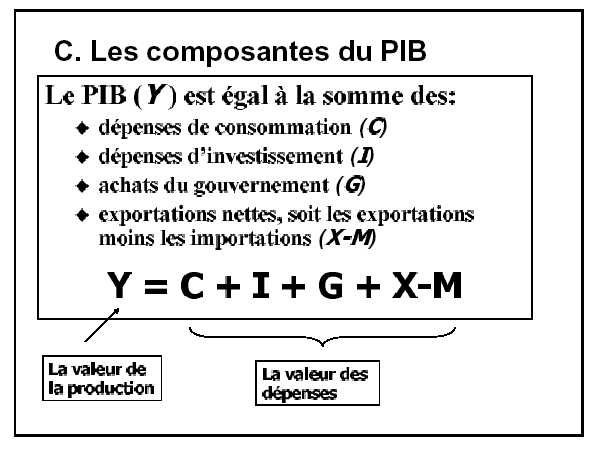 C. Les composantes du PIB
Le PIB (Y) est égal à la somme des:
◆ dépenses de consommation (C)
◆ dépenses d'investissement (I)
◆ achats du gouvernement (G)
◆ exportations nettes, soit les exportations
moins les importations (X-M)
Y = C + I + G + X-M
La valeur de
la production
La valeur des
dépenses